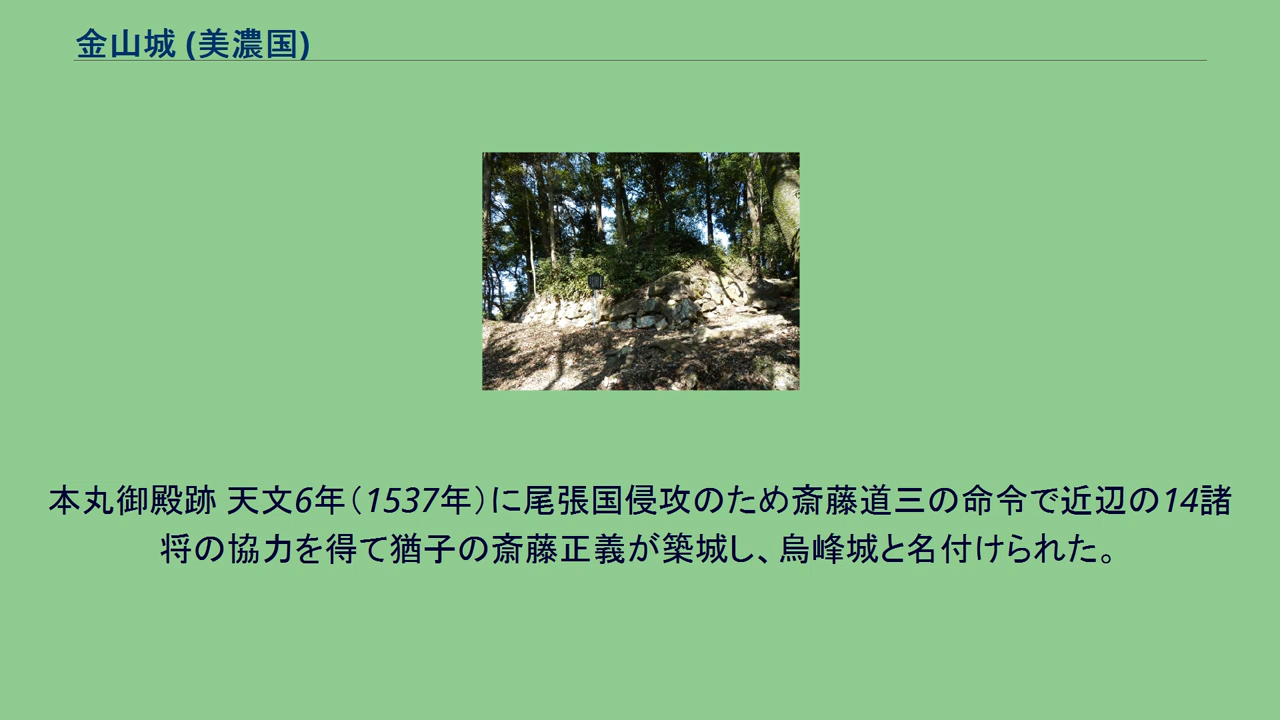 金山城 (美濃国)
本丸御殿跡 天文6年（1537年）に尾張国侵攻のため斎藤道三の命令で近辺の14諸
将の協力を得て猶子の斎藤正義が築城し、烏峰城と名付けられた。